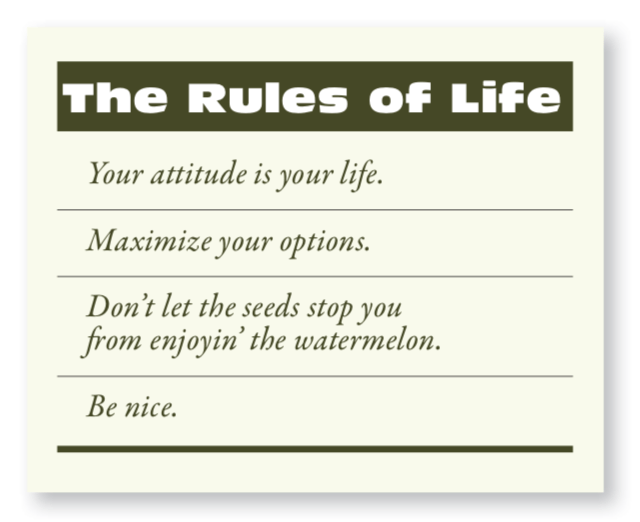 The Rules of Life
Your attitude is your life.
Maximize your options.
Don’t let the seeds stop you
from enjoyin’ the watermelon.
Be nice.